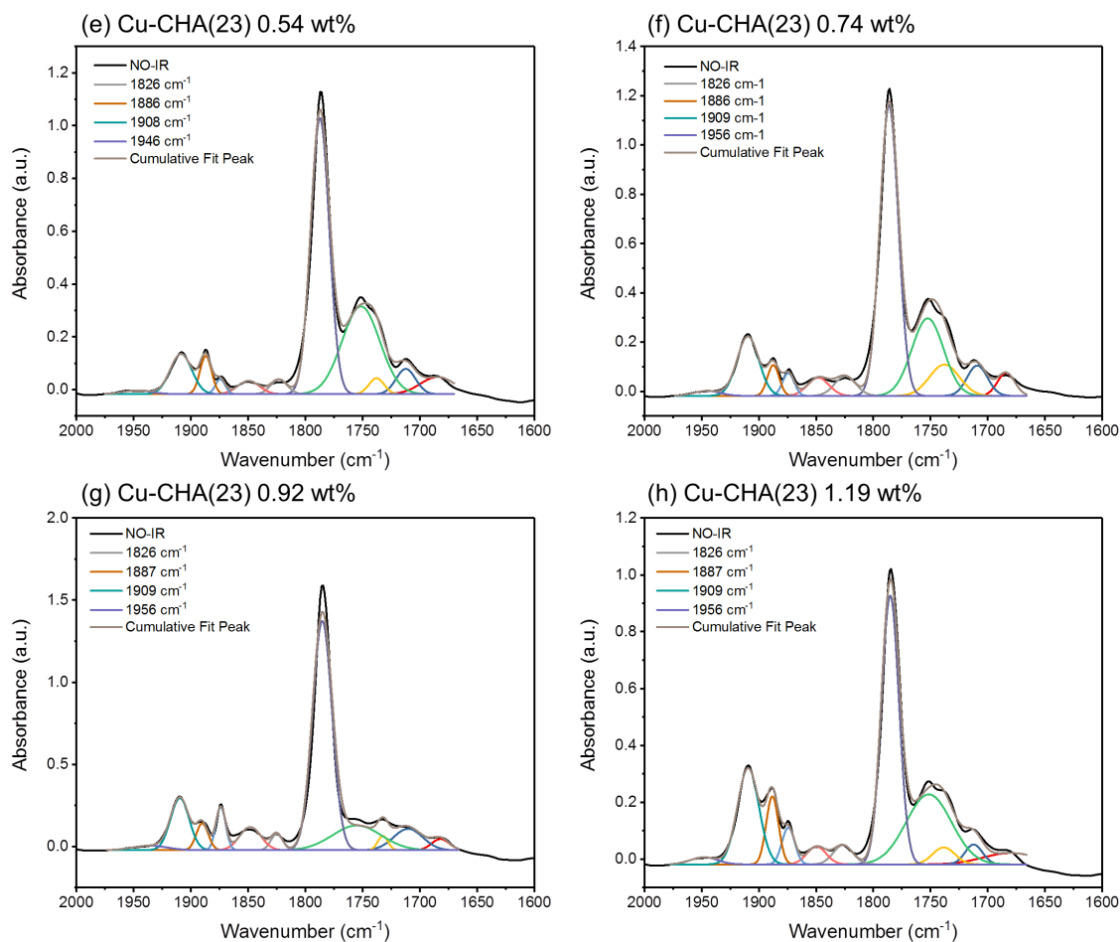 (e) Cu-CHA(23) 0.54 wt%
NO-IR
1826 cm⁻¹
1886 cm⁻¹
1908 cm⁻¹
1946 cm⁻¹
Cumulative Fit Peak
1.2
1.0
0.8
0.6
0.4
0.2
0.0
Absorbance (a.u.)
2000 1950 1900 1850 1800 1750 1700 1650 1600
Wavenumber (cm⁻¹)
(f) Cu-CHA(23) 0.74 wt%
NO-IR
1826 cm-1
1886 cm-1
1909 cm-1
1956 cm-1
Cumulative Fit Peak
1.4
1.2
1.0
0.8
0.6
0.4
0.2
0.0
Absorbance (a.u.)
2000 1950 1900 1850 1800 1750 1700 1650 1600
Wavenumber (cm⁻¹)
(g) Cu-CHA(23) 0.92 wt%
NO-IR
1826 cm⁻¹
1887 cm⁻¹
1909 cm⁻¹
1956 cm⁻¹
Cumulative Fit Peak
2.0
1.5
1.0
0.5
0.0
Absorbance (a.u.)
2000 1950 1900 1850 1800 1750 1700 1650 1600
Wavenumber (cm⁻¹)
(h) Cu-CHA(23) 1.19 wt%
NO-IR
1826 cm⁻¹
1887 cm⁻¹
1909 cm⁻¹
1956 cm⁻¹
Cumulative Fit Peak
1.2
1.0
0.8
0.6
0.4
0.2
0.0
Absorbance (a.u.)
2000 1950 1900 1850 1800 1750 1700 1650 1600
Wavenumber (cm⁻¹)